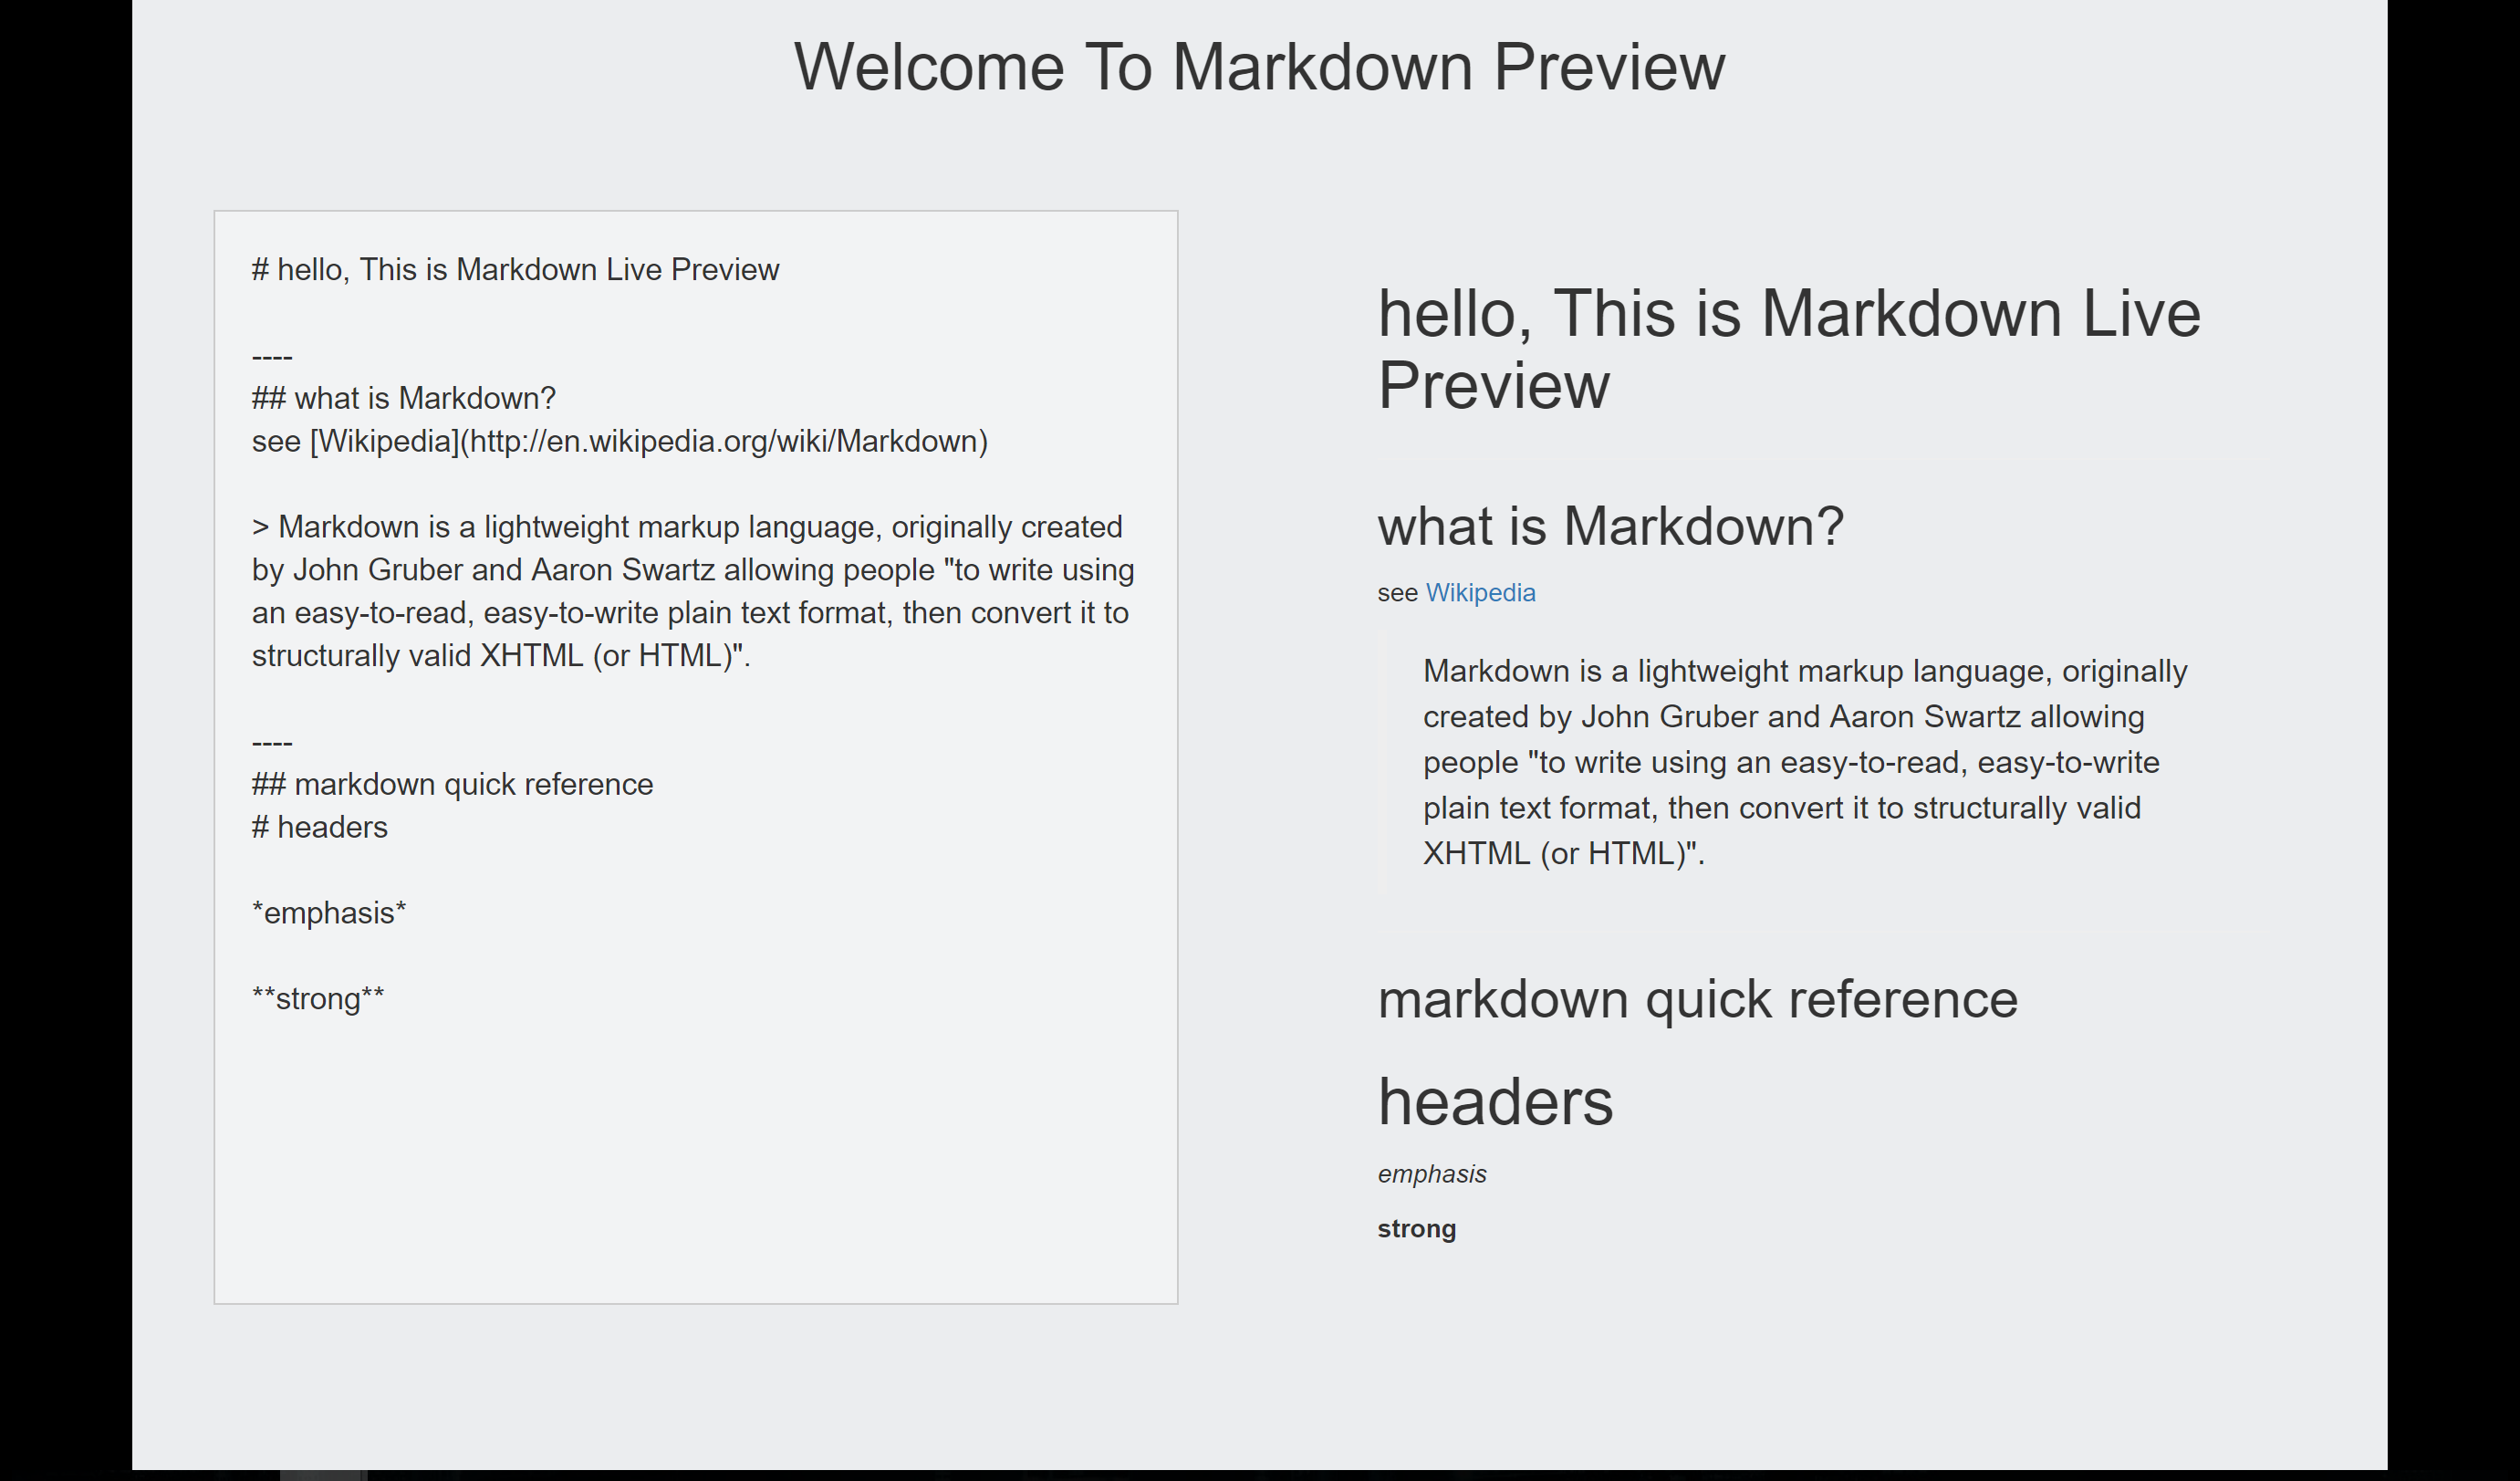 Welcome To Markdown Preview
# hello, This is Markdown Live Preview
----
## what is Markdown?
see [Wikipedia](http://en.wikipedia.org/wiki/Markdown)
> Markdown is a lightweight markup language, originally created
by John Gruber and Aaron Swartz allowing people "to write using
an easy-to-read, easy-to-write plain text format, then convert it to
structurally valid XHTML (or HTML)".
----
## markdown quick reference
# headers
*emphasis*
**strong**
hello, This is Markdown Live
Preview
what is Markdown?
see Wikipedia
Markdown is a lightweight markup language, originally
created by John Gruber and Aaron Swartz allowing
people "to write using an easy-to-read, easy-to-write
plain text format, then convert it to structurally valid
XHTML (or HTML)".
markdown quick reference
headers
emphasis
strong